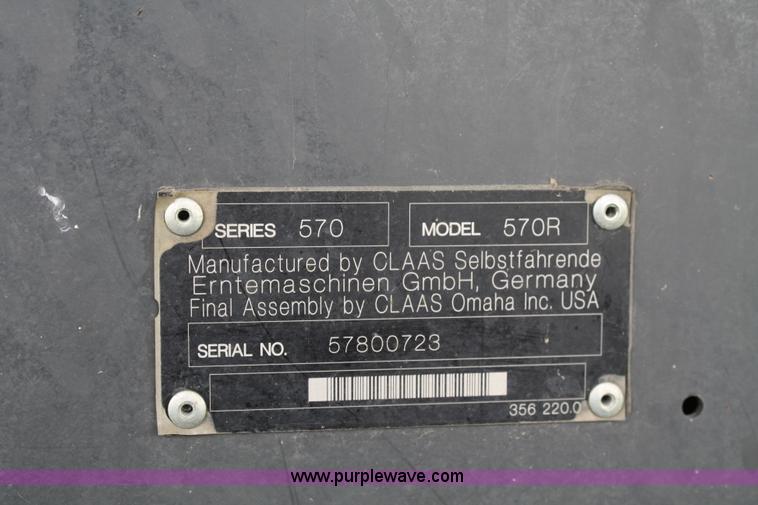 SERIES 570 MODEL 570R
Manufactured by CLAAS Selbstfahrende
Erntemaschinen GmbH, Germany
Final Assembly by CLAAS Omaha Inc. USA
SERIAL NO. 57800723
356 220.0
www.purplewave.com